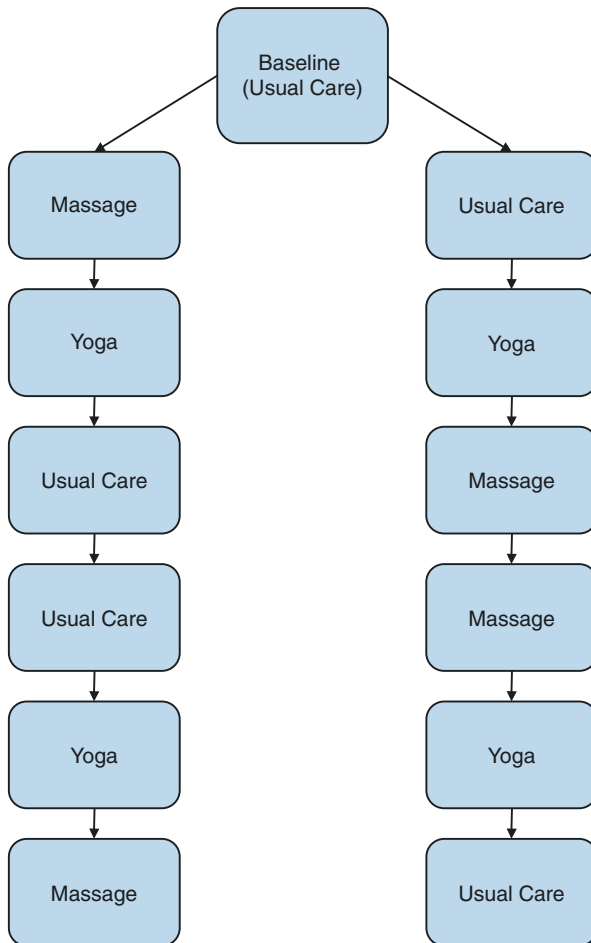 Baseline
(Usual Care)
Massage
Yoga
Usual Care
Usual Care
Yoga
Massage
Usual Care
Yoga
Massage
Massage
Yoga
Usual Care